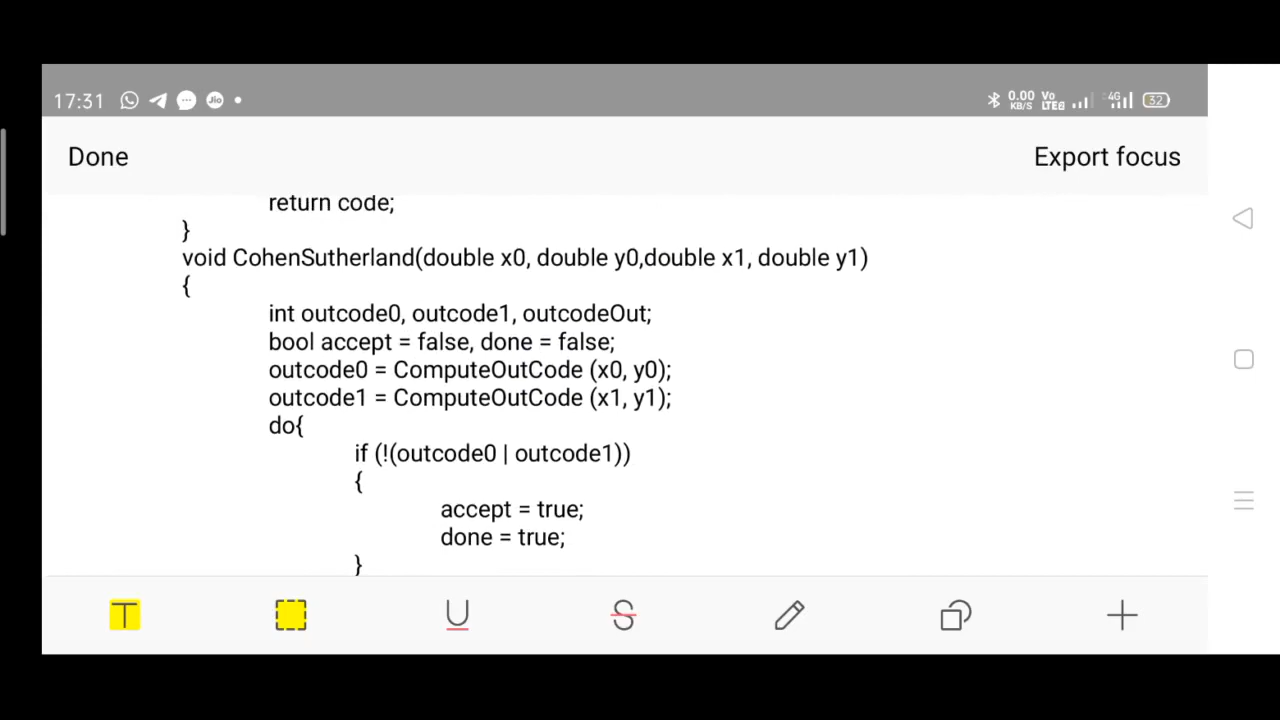 17:31 Jio 0.00 KB/S Vo LTE 4G 32
Done Export focus
return code;
}
void CohenSutherland(double x0, double y0,double x1, double y1)
{
int outcode0, outcode1, outcodeOut;
bool accept = false, done = false;
outcode0 = ComputeOutCode (x0, y0);
outcode1 = ComputeOutCode (x1, y1);
do{
if (!(outcode0 | outcode1))
{
accept = true;
done = true;
}
T U S